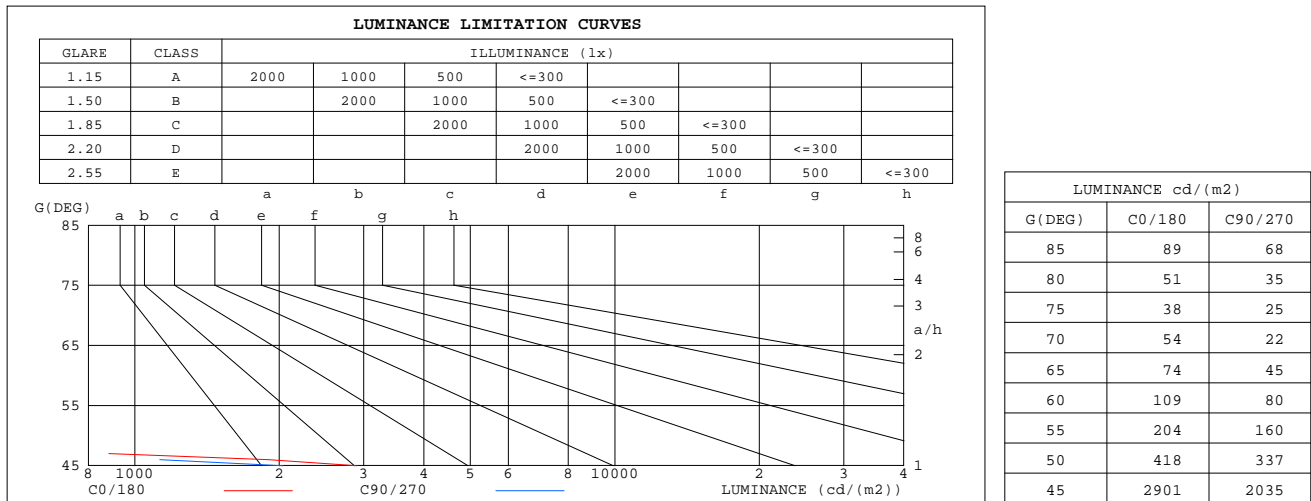 LUMINANCE LIMITATION CURVES
GLARE CLASS ILLUMINANCE (lx)
1.15 A 2000 1000 500 <=300
1.50 B 2000 1000 500 <=300
1.85 C 2000 1000 500 <=300
2.20 D 2000 1000 500 <=300
2.55 E 2000 1000 500 <=300
a b c d e f g h
G(DEG)
a b c d e f g h
85
75
65
55
45
8
6
4
3
a/h
2
1
8 1000 2 3 4 5 6 8 10000 2 3 4
C0/180 C90/270 LUMINANCE (cd/(m2))
LUMINANCE cd/(m2)
G(DEG) C0/180 C90/270
85 89 68
80 51 35
75 38 25
70 54 22
65 74 45
60 109 80
55 204 160
50 418 337
45 2901 2035